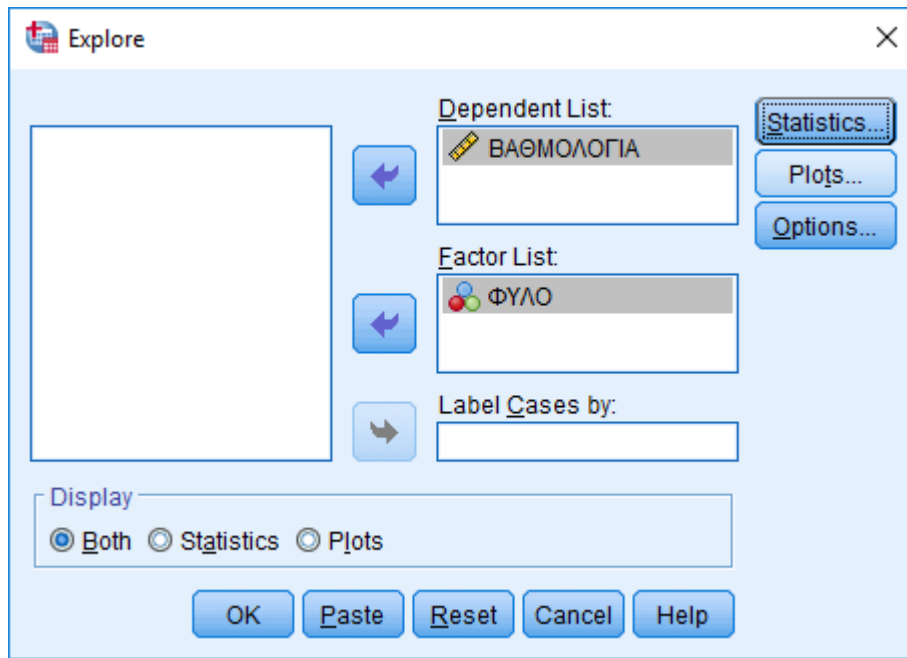 Explore
Dependent List:
ΒΑΘΜΟΛΟΓΙΑ
Statistics...
Plots...
Options...
Factor List:
ΦΥΛΟ
Label Cases by:
Display
Both Statistics Plots
OK Paste Reset Cancel Help